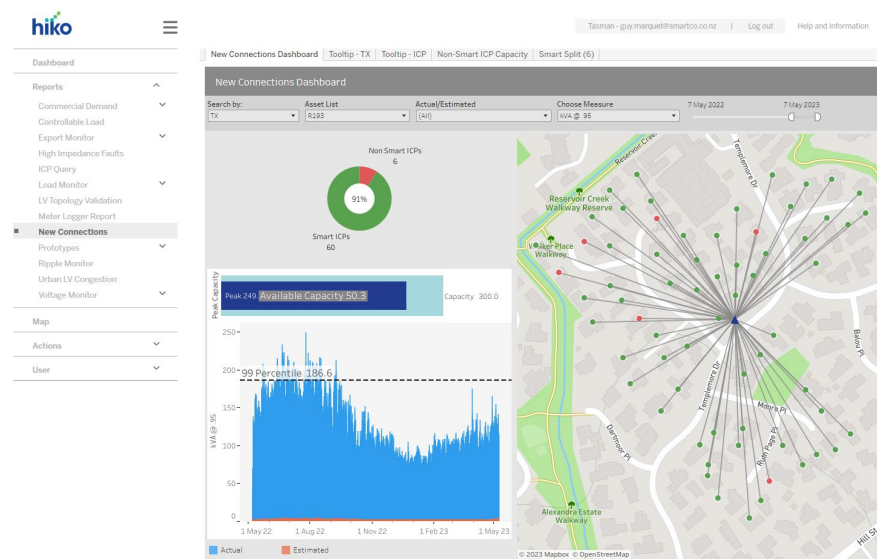 hiko
Tasman - guy.marquet@smartco.co.nz | Log out Help and Information
Dashboard
Reports
Commercial Demand
Controllable Load
Export Monitor
High Impedance Faults
ICP Query
Load Monitor
LV Topology Validation
Meter Logger Report
New Connections
Prototypes
Ripple Monitor
Urban LV Congestion
Voltage Monitor
Map
Actions
User
New Connections Dashboard Tooltip - TX Tooltip - ICP Non-Smart ICP Capacity Smart Split (6)
New Connections Dashboard
Search by: Asset List Actual/Estimated Choose Measure 7 May 2022 7 May 2023
TX R193 (All) kVA @ .95
Non Smart ICPs
6
91%
Smart ICPs
60
Peak Capacity
Peak 249. Available Capacity 50.3 Capacity 300.0
kVA @ .95
250
200
99 Percentile 186.6
150
100
50
0
1 May 22 1 Aug 22 1 Nov 22 1 Feb 23 1 May 23
Actual Estimated
Reservoir Creek
Templemore Dr
Reservoir Creek
Walkway Reserve
Walker Place
Walkway
Balou Pl
Templemore Dr
Moora Pl
Dartmoor Pl
Ruth Page Pl
Alexandra Estate
Walkway
Hill St
© 2023 Mapbox © OpenStreetMap